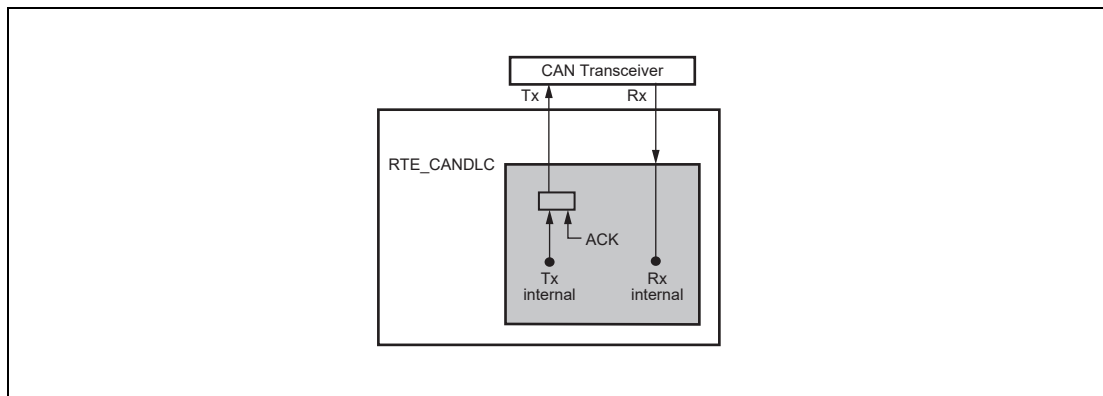 CAN Transceiver
Tx
Rx
RTE_CANDLC
ACK
Tx
internal
Rx
internal